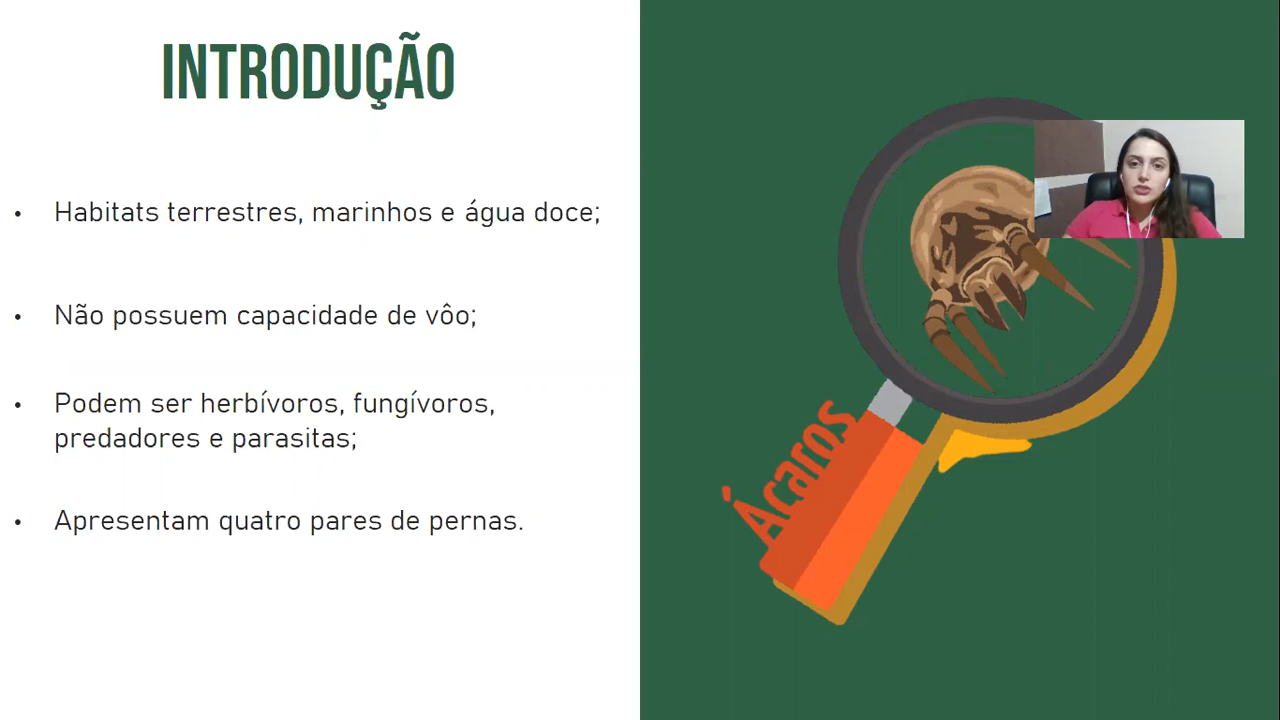 INTRODUÇÃO
• Habitats terrestres, marinhos e água doce;
• Não possuem capacidade de vôo;
• Podem ser herbívoros, fungívoros,
predadores e parasitas;
• Apresentam quatro pares de pernas.
Ácaros